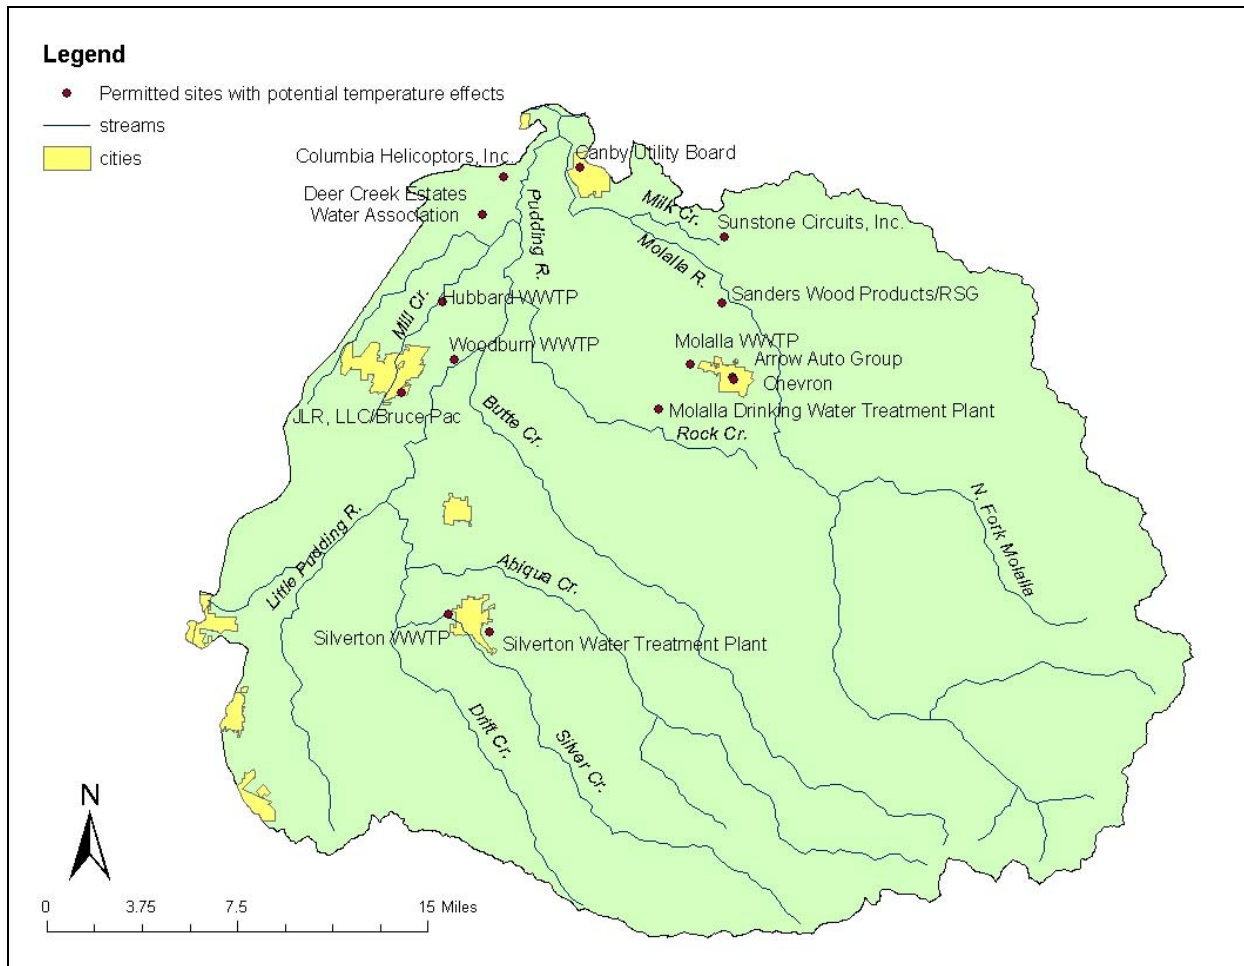 Legend
Permitted sites with potential temperature effects
streams
cities
Columbia Helicoptors, Inc.
Canby Utility Board
Deer Creek Estates
Water Association
Pudding R.
Milk Cr.
Sunstone Circuits, Inc.
Molalla R.
Mill Cr.
Hubbard WWTP
Sanders Wood Products/RSG
Woodburn WWTP
Molalla WWTP
Arrow Auto Group
Chevron
JLR, LLC/Bruce Pac
Butte Cr.
Molalla Drinking Water Treatment Plant
Rock Cr.
Little Pudding R.
N. Fork Molalla
Abiqua Cr.
Silverton WWTP
Silverton Water Treatment Plant
Drift Cr.
Silver Cr.
N
0 3.75 7.5 15 Miles